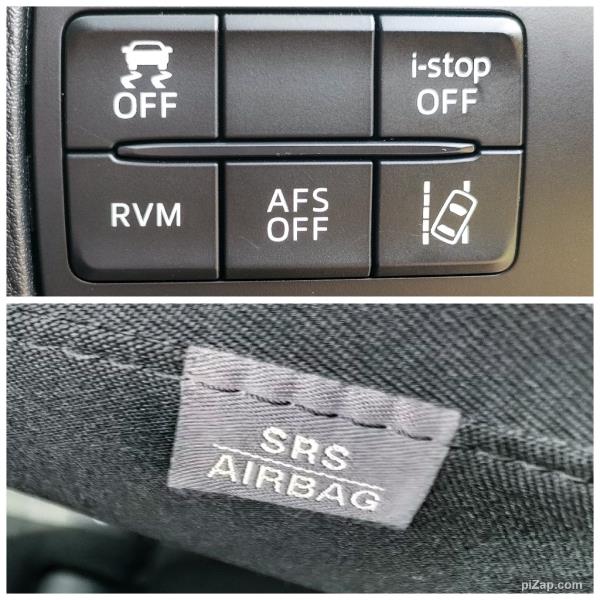 OFF
i-stop
OFF
RVM
AFS
OFF
SRS
AIRBAG
piZap.com